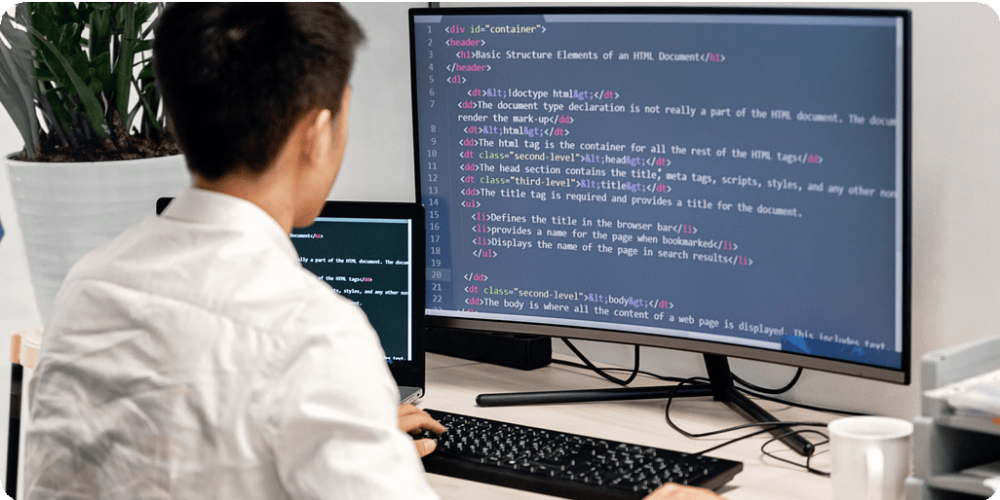 1 <div id="container">
2 <header>
3 <h1>Basic Structure Elements of an HTML Document</h1>
4 </header>
5 <dl>
6 <dt>&lt;!doctype html&gt;</dt>
7 <dd>The document type declaration is not really a part of the HTML document. The docum
render the mark-up</dd>
8 <dt>&lt;html&gt;</dt>
9 <dd>The html tag is the container for all the rest of the HTML tags</dd>
10 <dt class="second-level">&lt;head&gt;</dt>
11 <dd>The head section contains the title, meta tags, scripts, styles, and any other non
12 <dt class="third-level">&lt;title&gt;</dt>
13 <dd>The title tag is required and provides a title for the document.
14 <ul>
15 <li>Defines the title in the browser bar</li>
16 <li>provides a name for the page when bookmarked</li>
17 <li>Displays the name of the page in search results</li>
18 </ul>
19
20 </dd>
21 <dt class="second-level">&lt;body&gt;</dt>
22 <dd>The body is where all the content of a web page is displayed. This includes text,
Document</h1>
lly a part of the HTML document. The docum
of the HTML tags</dd>
ipts, styles, and any other non
the document.